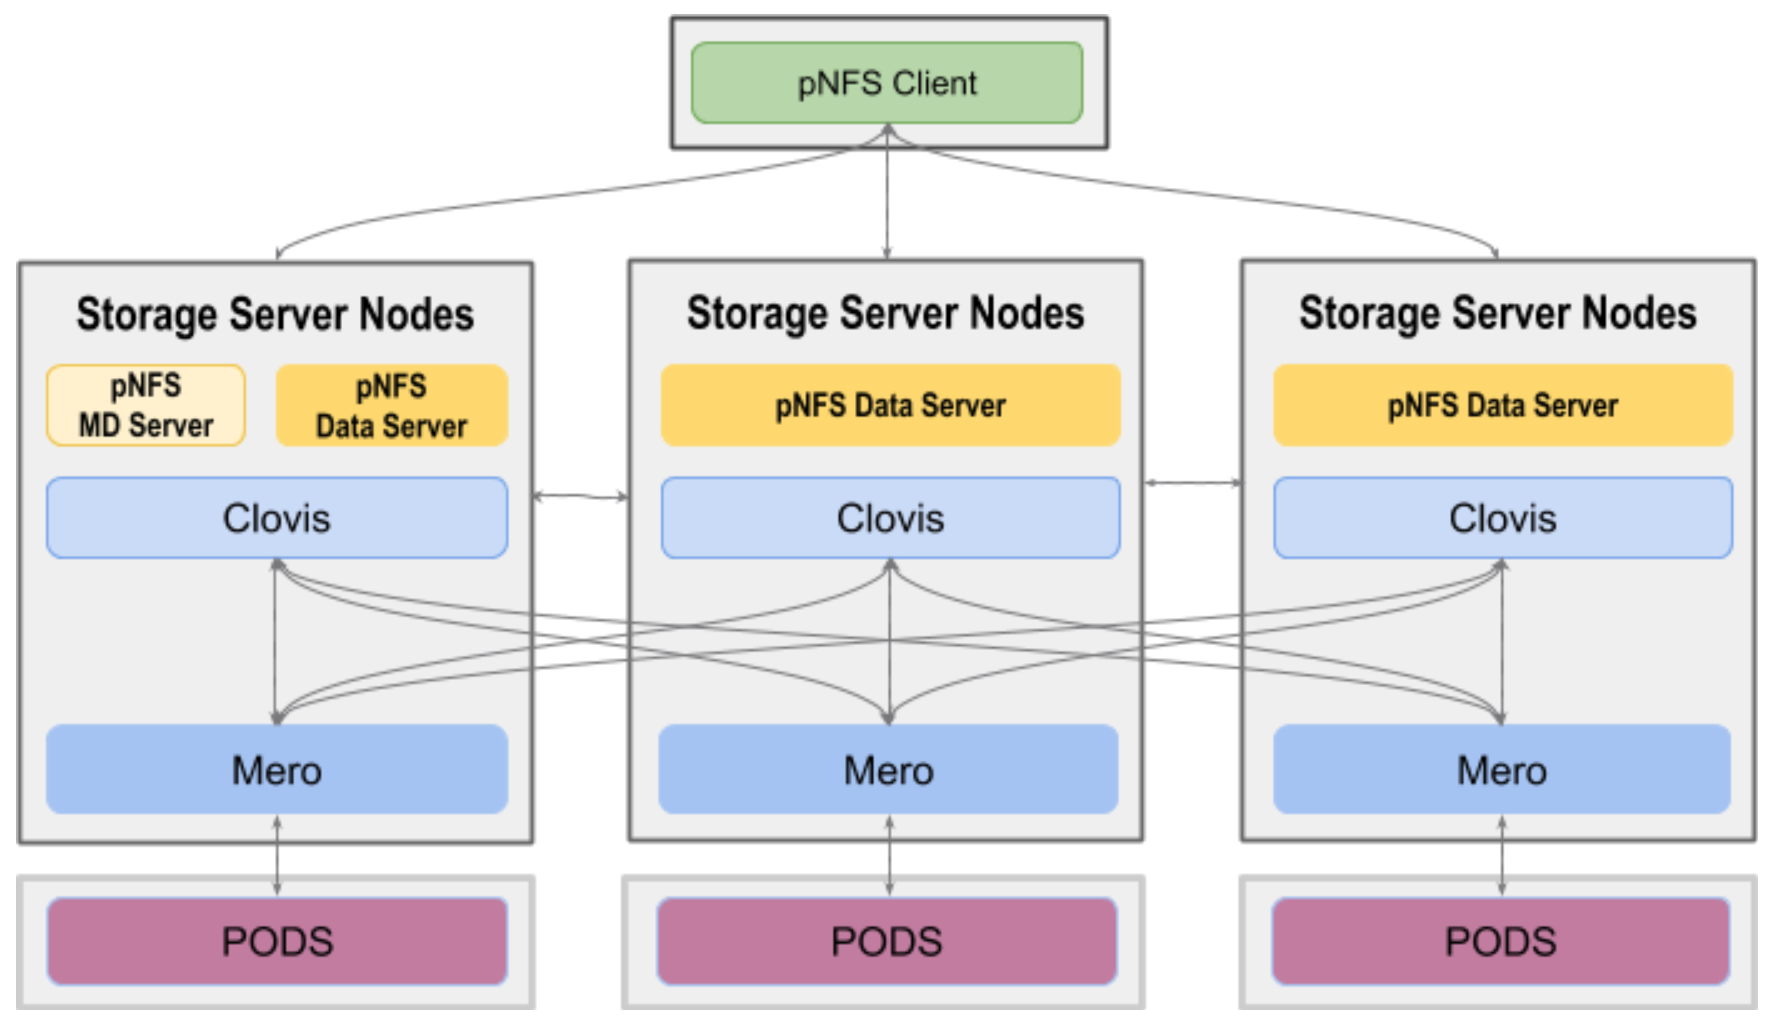 pNFS Client
Storage Server Nodes
Storage Server Nodes
Storage Server Nodes
pNFS
MD Server
pNFS
Data Server
pNFS Data Server
pNFS Data Server
Clovis
Clovis
Clovis
Mero
Mero
Mero
PODS
PODS
PODS